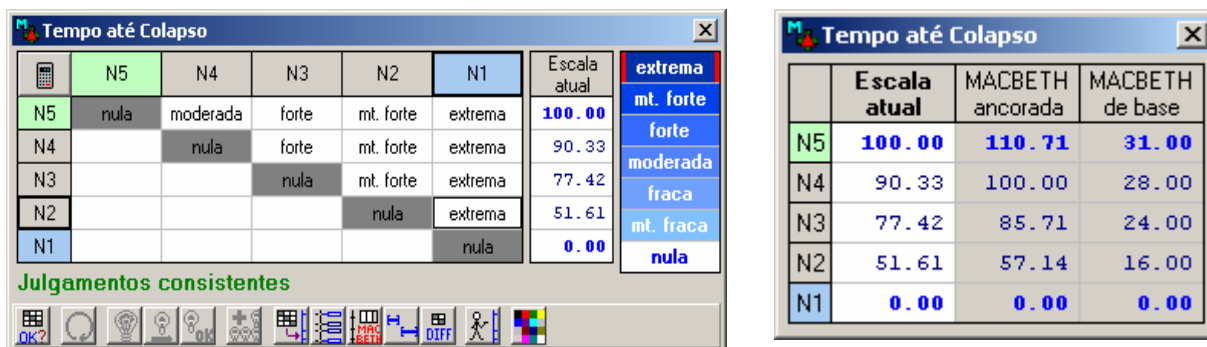 Tempo até Colapso
N5 N4 N3 N2 N1 Escala atual
N5 nula moderada forte mt. forte extrema 100.00
N4 nula forte mt. forte extrema 90.33
N3 nula mt. forte extrema 77.42
N2 nula extrema 51.61
N1 nula 0.00
extrema
mt. forte
forte
moderada
fraca
mt. fraca
nula
Julgamentos consistentes
OK? OK MAC BETH DIFF
Tempo até Colapso
Escala atual MACBETH ancorada MACBETH de base
N5 100.00 110.71 31.00
N4 90.33 100.00 28.00
N3 77.42 85.71 24.00
N2 51.61 57.14 16.00
N1 0.00 0.00 0.00